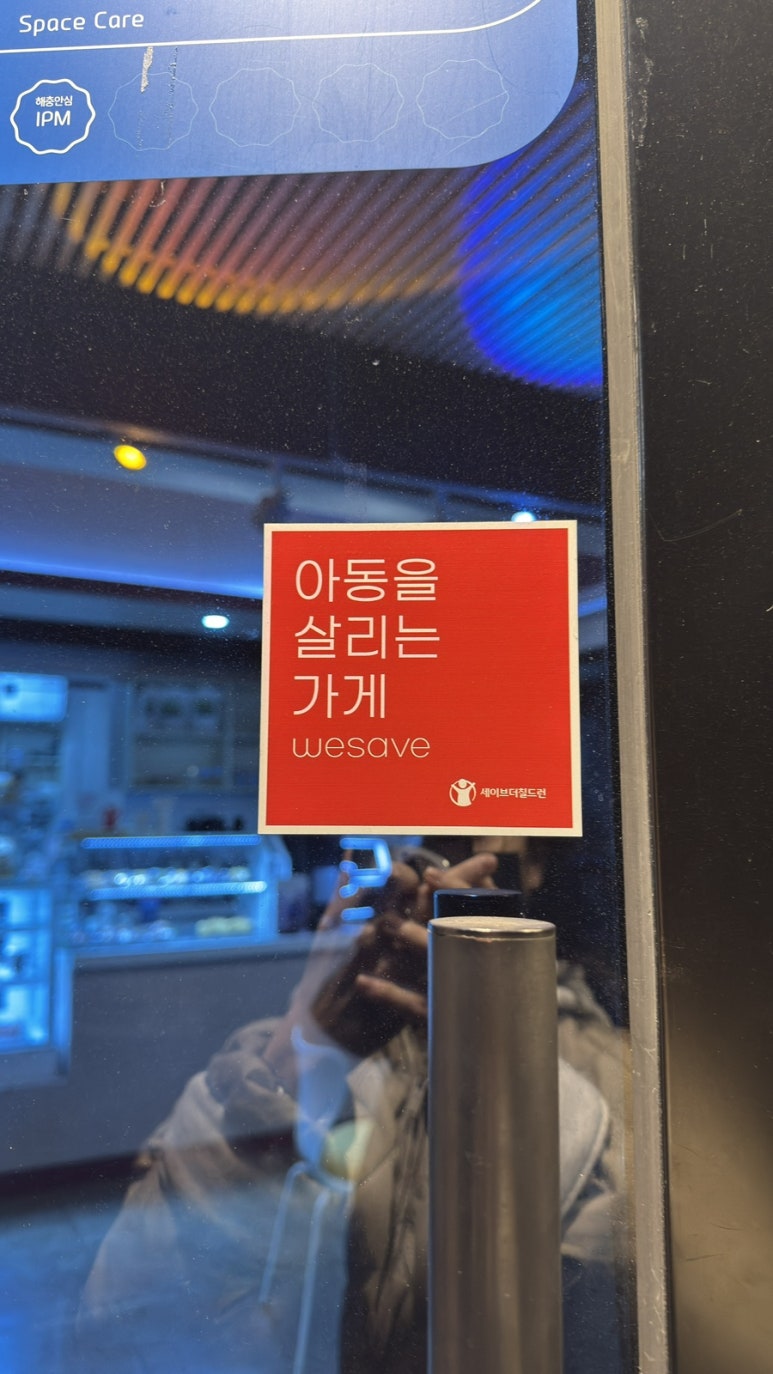 Space Care
해충안심
IPM
아동을
살리는
가게
wesave
세이브더칠드런